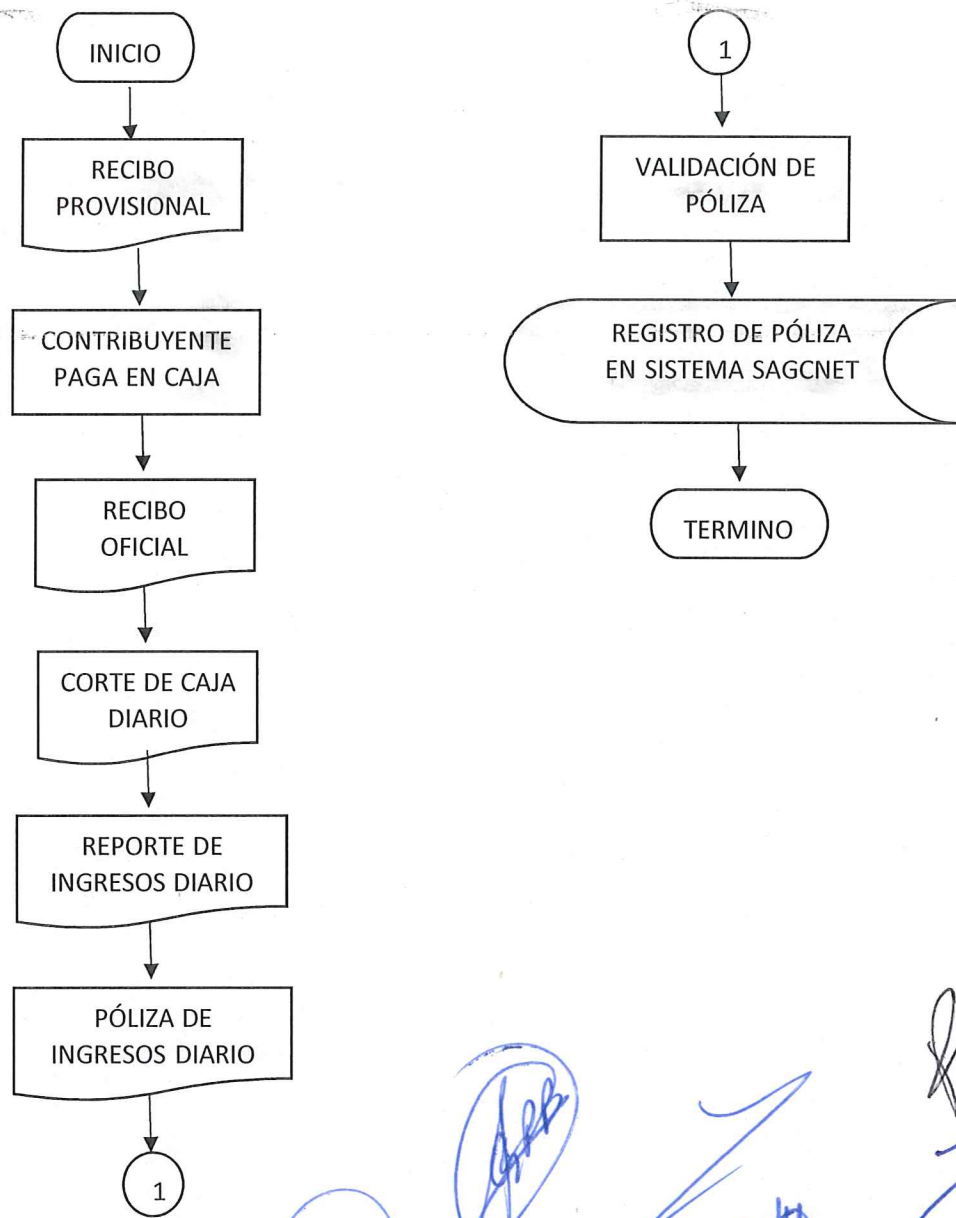 INICIO
RECIBO
PROVISIONAL
CONTRIBUYENTE
PAGA EN CAJA
RECIBO
OFICIAL
CORTE DE CAJA
DIARIO
REPORTE DE
INGRESOS DIARIO
PÓLIZA DE
INGRESOS DIARIO
1
1
VALIDACIÓN DE
PÓLIZA
REGISTRO DE PÓLIZA
EN SISTEMA SAGCNET
TERMINO